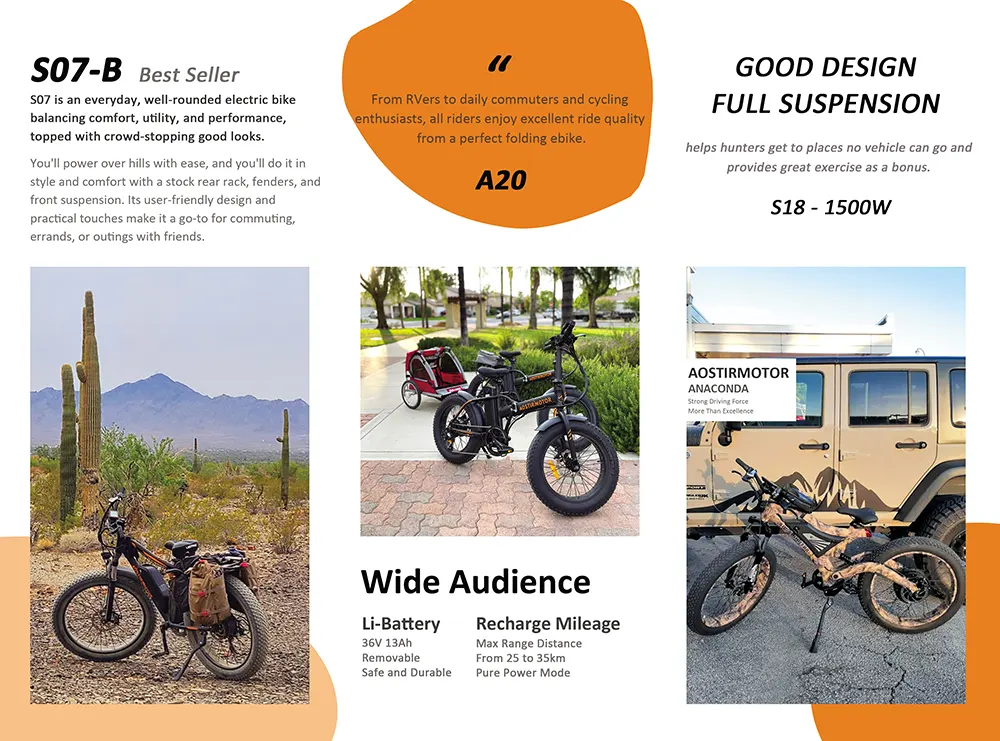 S07-B Best Seller
S07 is an everyday, well-rounded electric bike
balancing comfort, utility, and performance,
topped with crowd-stopping good looks.
You'll power over hills with ease, and you'll do it in
style and comfort with a stock rear rack, fenders, and
front suspension. Its user-friendly design and
practical touches make it a go-to for commuting,
errands, or outings with friends.
“
From RVers to daily commuters and cycling
enthusiasts, all riders enjoy excellent ride quality
from a perfect folding ebike.
A20
AOSTIRMOTOR
Wide Audience
Li-Battery
36V 13Ah
Removable
Safe and Durable
Recharge Mileage
Max Range Distance
From 25 to 35km
Pure Power Mode
GOOD DESIGN
FULL SUSPENSION
helps hunters get to places no vehicle can go and
provides great exercise as a bonus.
S18 - 1500W
AOSTIRMOTOR
ANACONDA
Strong Driving Force
More Than Excellence